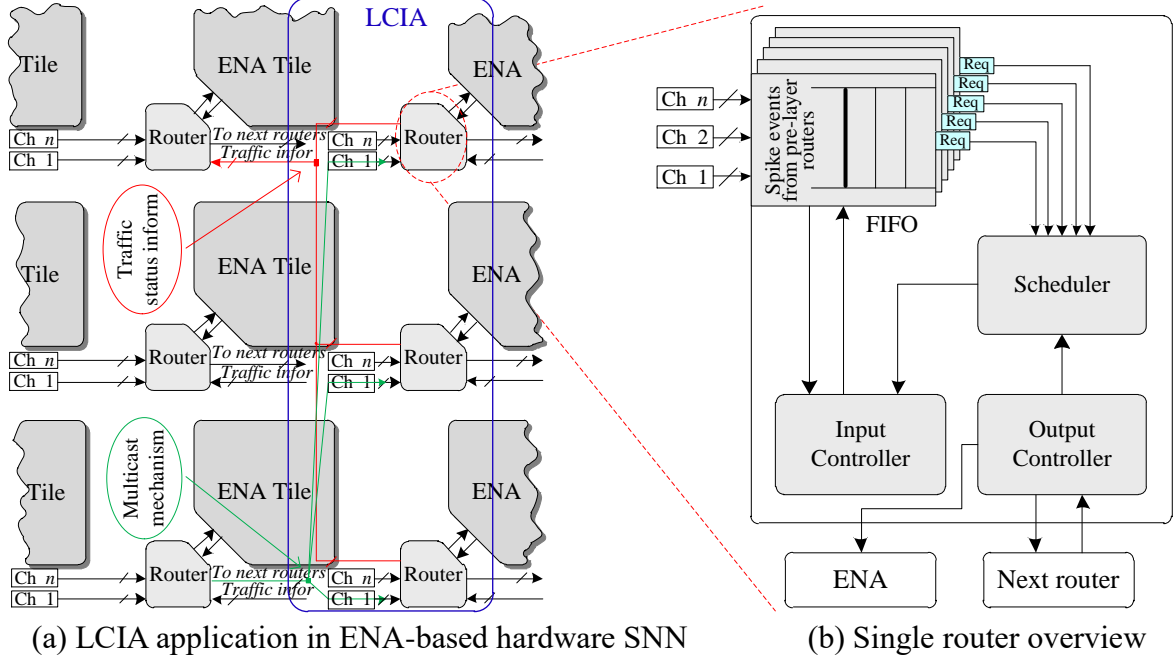 LCIA
Tile
ENA Tile
ENA
Ch n
Ch 1
Router
To next routers
Traffic infor
Ch n
Ch 1
Router
Traffic
status inform
Tile
ENA Tile
ENA
Ch n
Ch 1
Router
To next routers
Traffic infor
Ch n
Ch 1
Router
Multicast
mechanism
Tile
ENA Tile
ENA
Ch n
Ch 1
Router
To next routers
Traffic infor
Ch n
Ch 1
Router
(a) LCIA application in ENA-based hardware SNN
Ch n
Ch 2
Ch 1
Spike events
from pre-layer
routers
Req
Req
Req
Req
Req
FIFO
Scheduler
Input
Controller
Output
Controller
ENA
Next router
(b) Single router overview